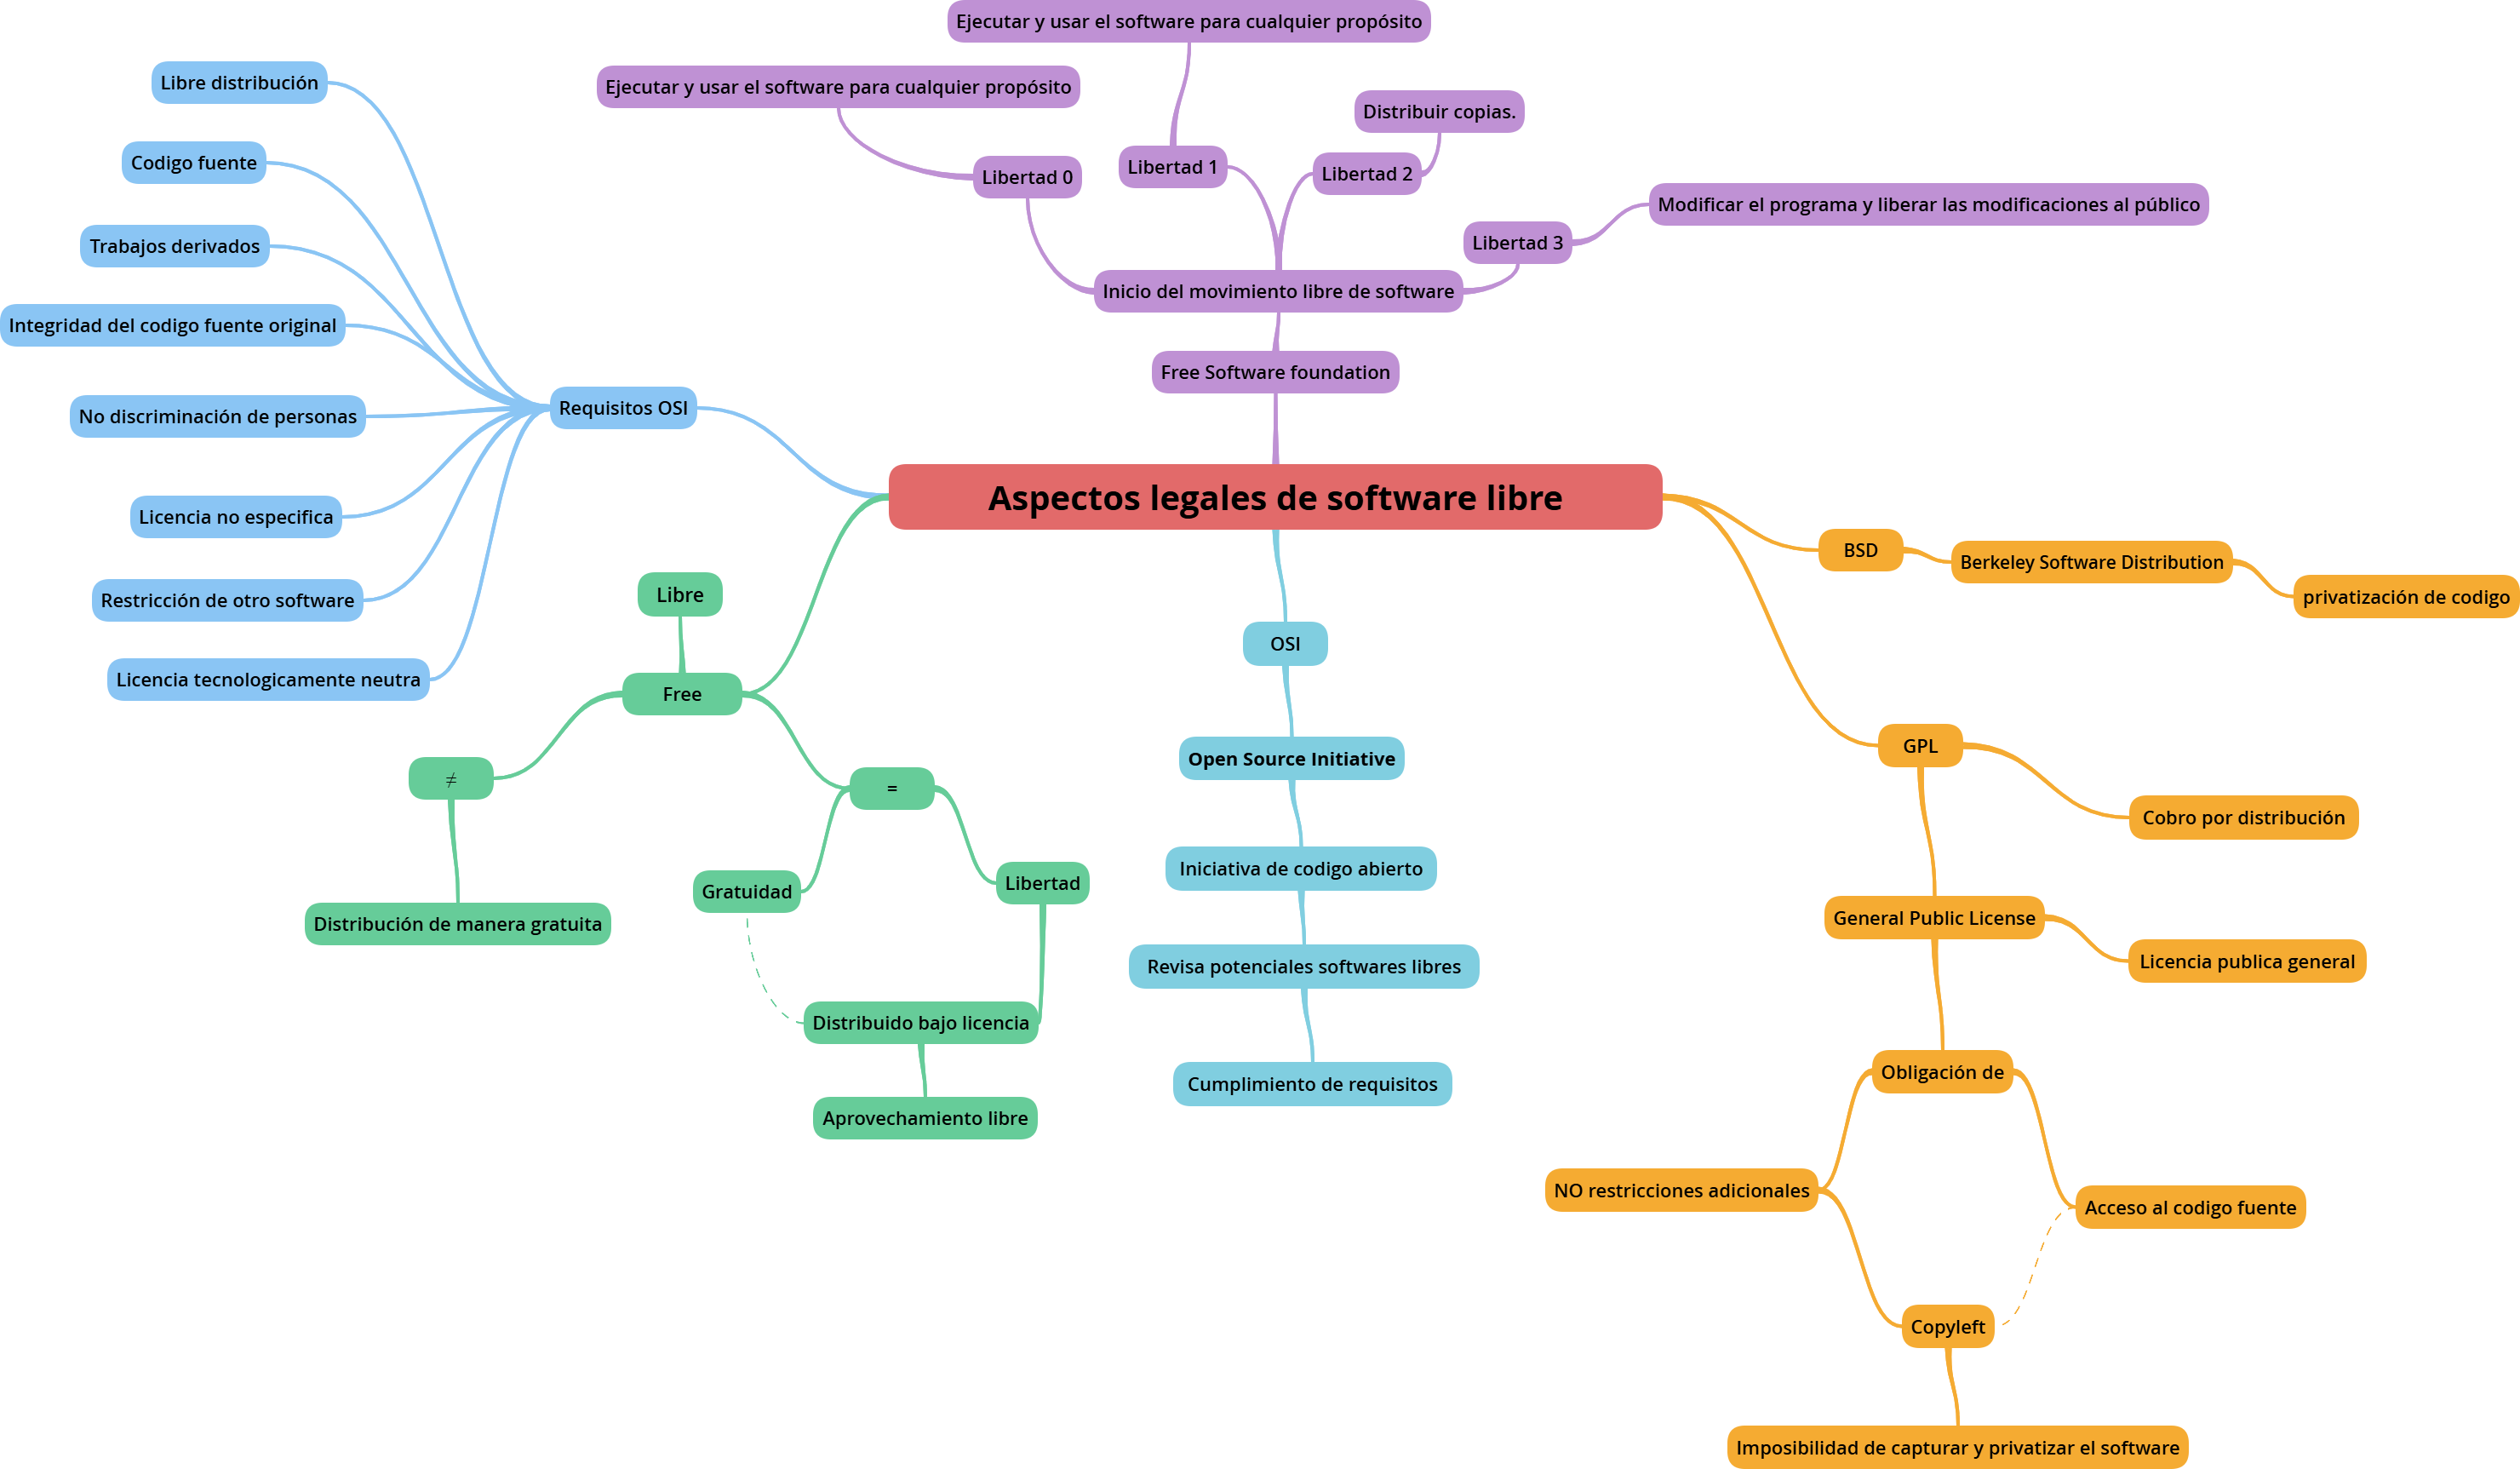 Ejecutar y usar el software para cualquier propósito
Ejecutar y usar el software para cualquier propósito
Distribuir copias.
Libertad 0
Libertad 1
Libertad 2
Libertad 3
Modificar el programa y liberar las modificaciones al público
Inicio del movimiento libre de software
Free Software foundation
Libre distribución
Codigo fuente
Trabajos derivados
Integridad del codigo fuente original
No discriminación de personas
Licencia no especifica
Restricción de otro software
Licencia tecnologicamente neutra
Requisitos OSI
Aspectos legales de software libre
Libre
Free
≠
=
Distribución de manera gratuita
Gratuidad
Libertad
Distribuido bajo licencia
Aprovechamiento libre
OSI
Open Source Initiative
Iniciativa de codigo abierto
Revisa potenciales softwares libres
Cumplimiento de requisitos
BSD
Berkeley Software Distribution
privatización de codigo
GPL
Cobro por distribución
General Public License
Licencia publica general
Obligación de
NO restricciones adicionales
Acceso al codigo fuente
Copyleft
Imposibilidad de capturar y privatizar el software